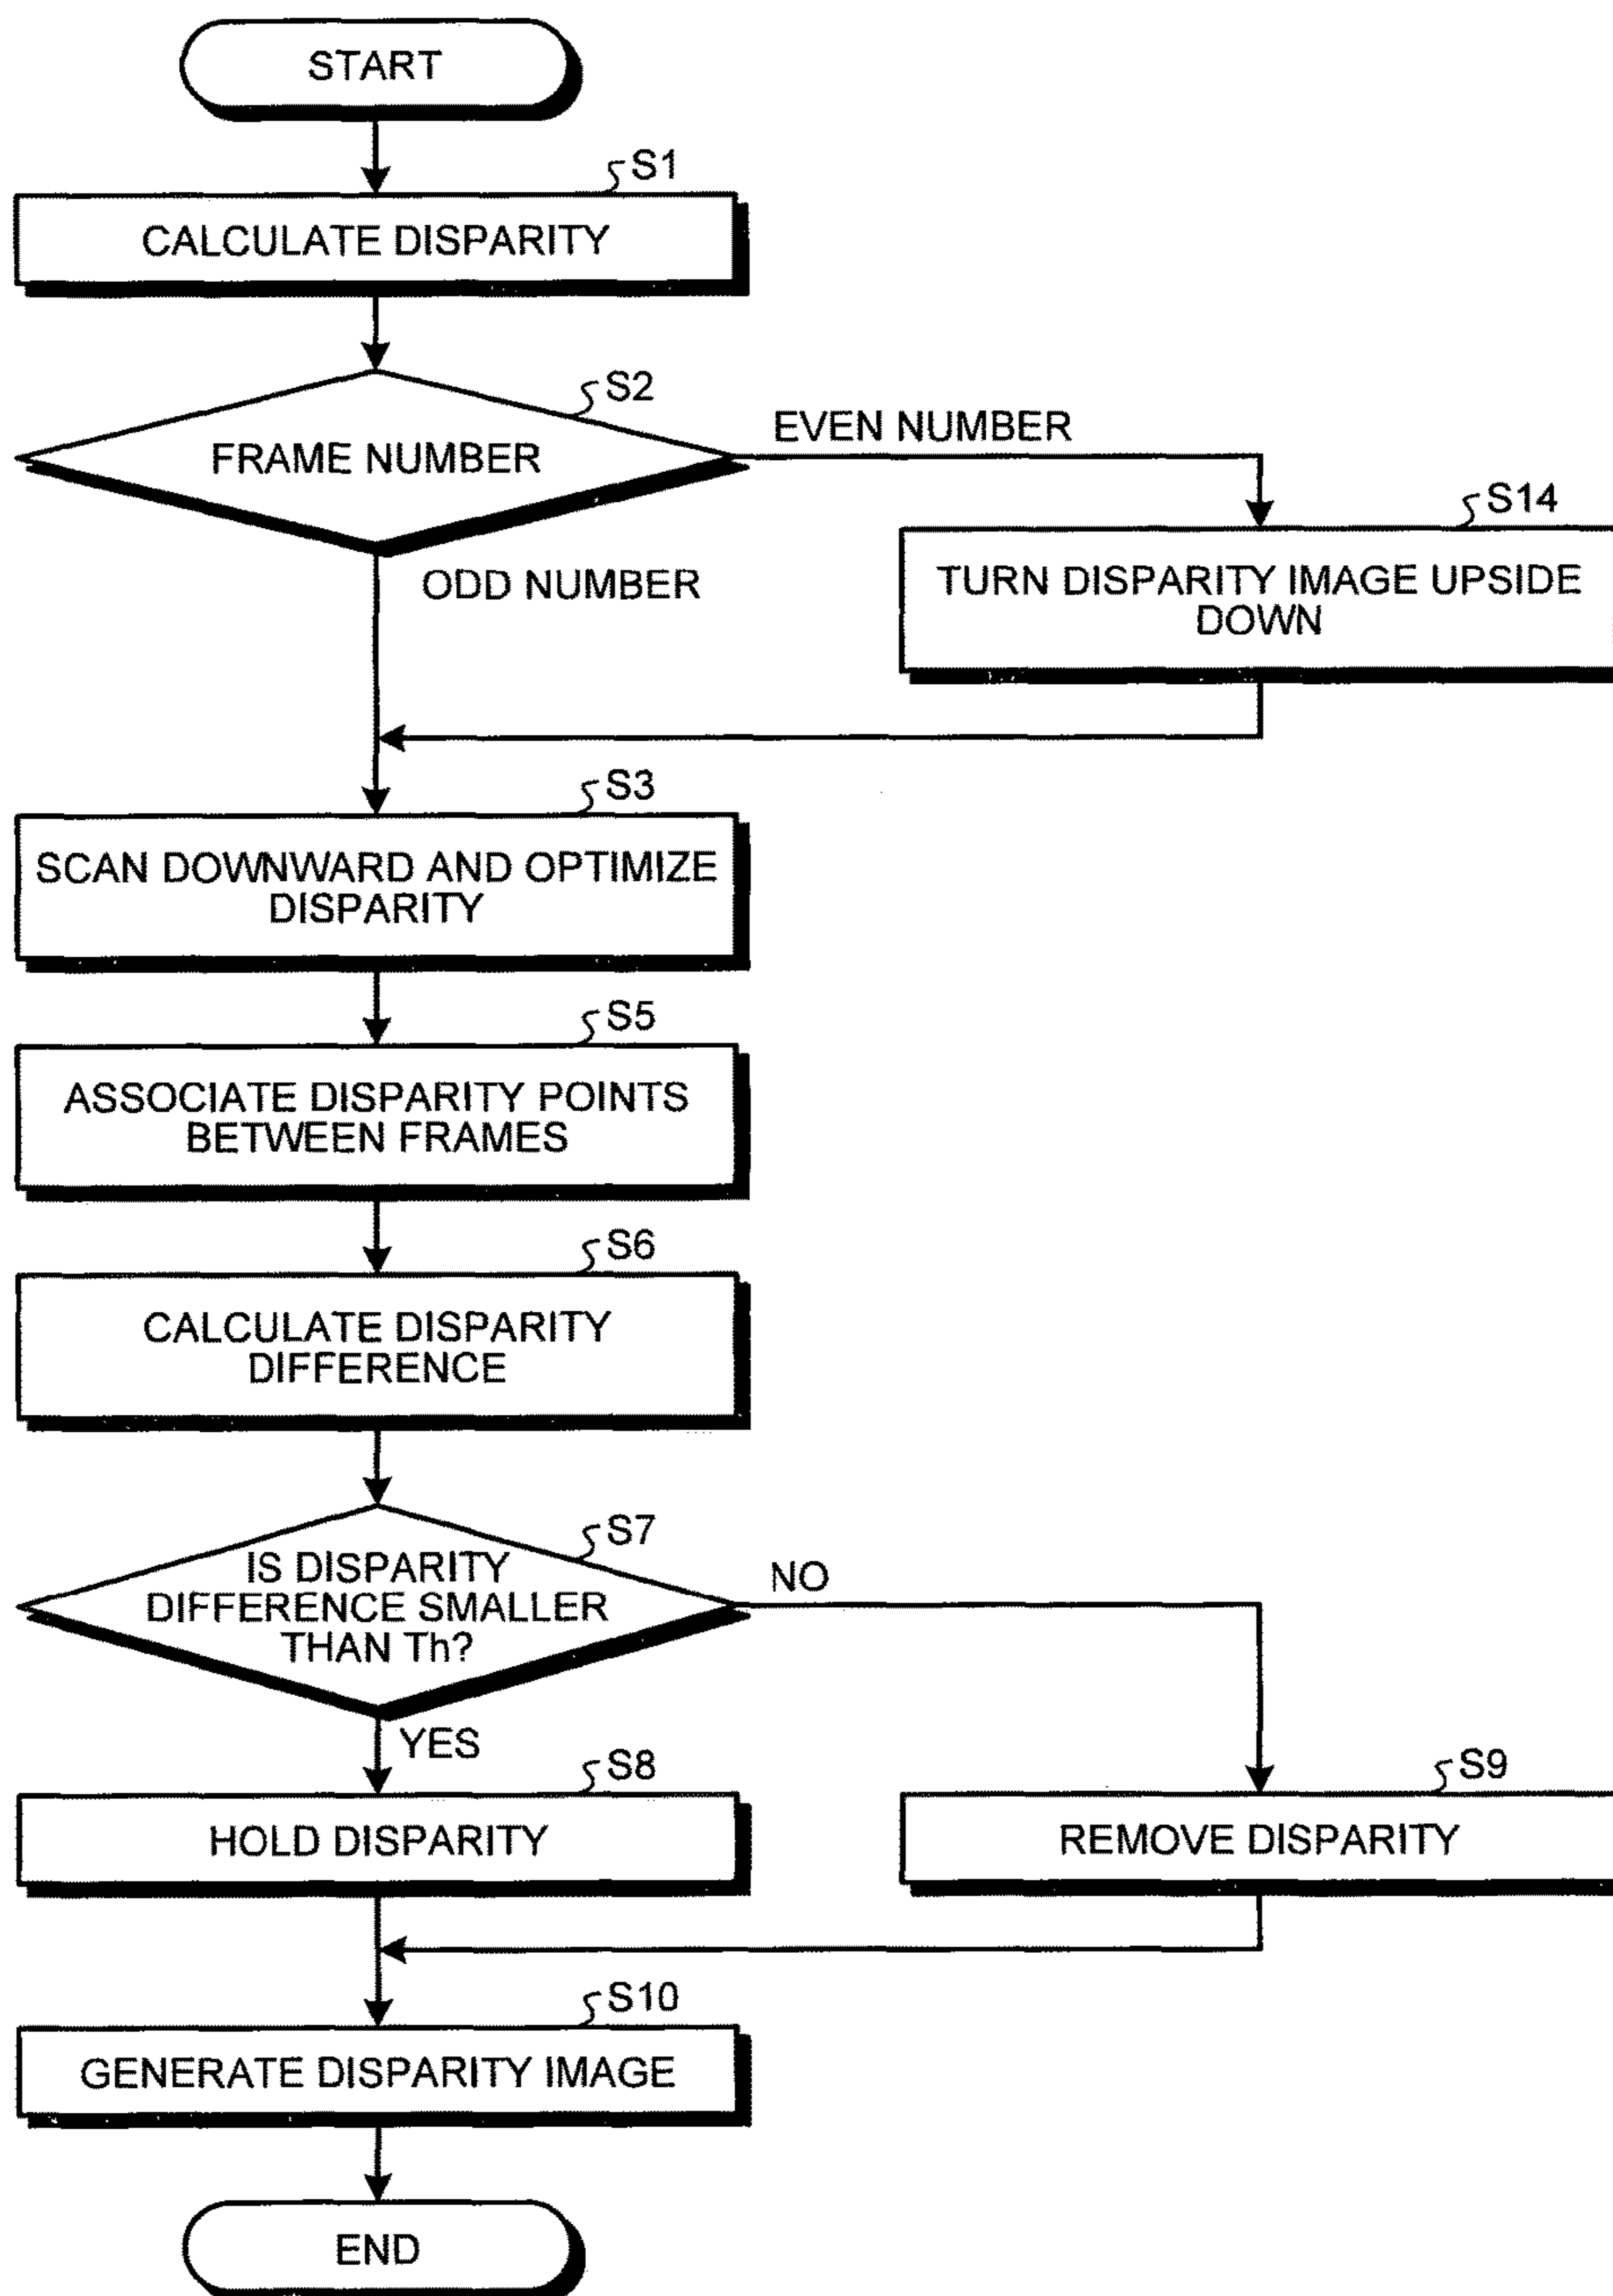 START
S1
CALCULATE DISPARITY
S2
FRAME NUMBER
EVEN NUMBER
S14
TURN DISPARITY IMAGE UPSIDE
DOWN
ODD NUMBER
S3
SCAN DOWNWARD AND OPTIMIZE
DISPARITY
S5
ASSOCIATE DISPARITY POINTS
BETWEEN FRAMES
S6
CALCULATE DISPARITY
DIFFERENCE
S7
IS DISPARITY
DIFFERENCE SMALLER
THAN Th?
NO
YES
S8
HOLD DISPARITY
S9
REMOVE DISPARITY
S10
GENERATE DISPARITY IMAGE
END